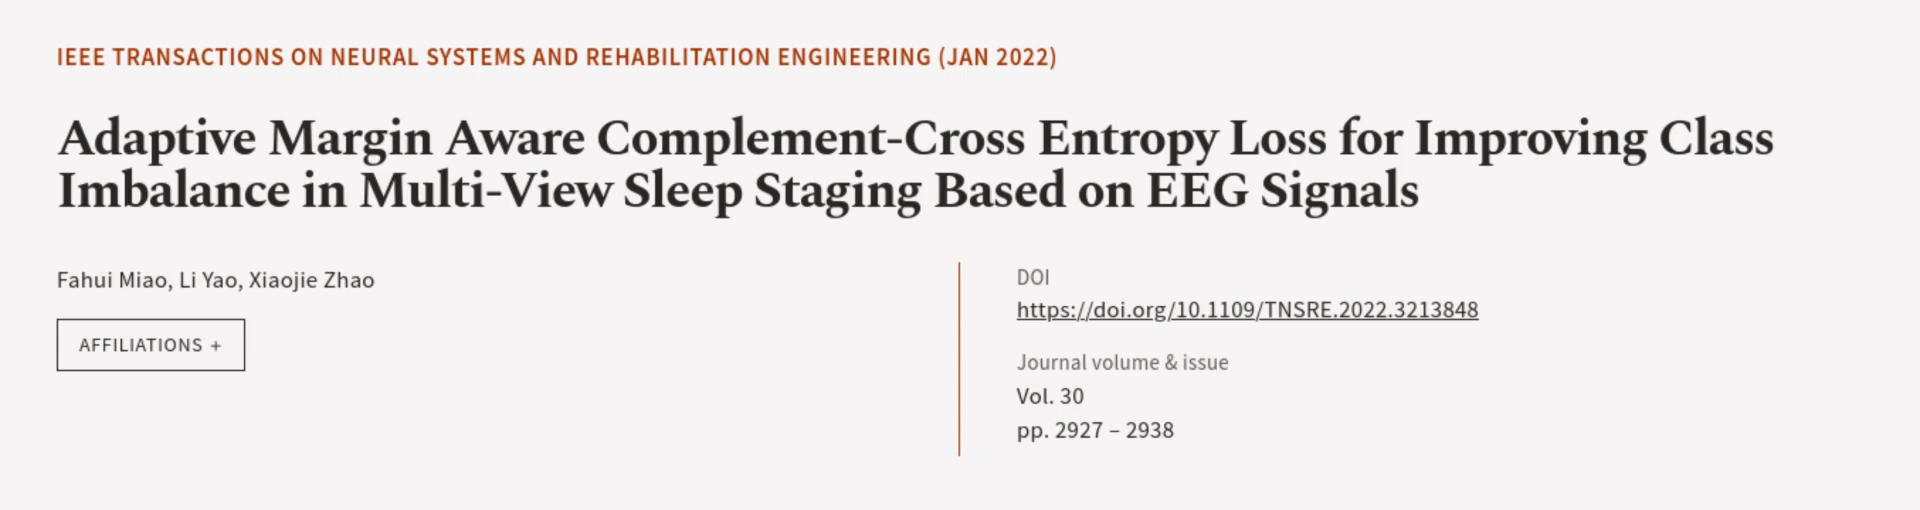 IEEE TRANSACTIONS ON NEURAL SYSTEMS AND REHABILITATION ENGINEERING (JAN 2022)
Adaptive Margin Aware Complement-Cross Entropy Loss for Improving Class
Imbalance in Multi-View Sleep Staging Based on EEG Signals
Fahui Miao, Li Yao, Xiaojie Zhao
AFFILIATIONS +
DOI
https://doi.org/10.1109/TNSRE.2022.3213848
Journal volume & issue
Vol. 30
pp. 2927 – 2938